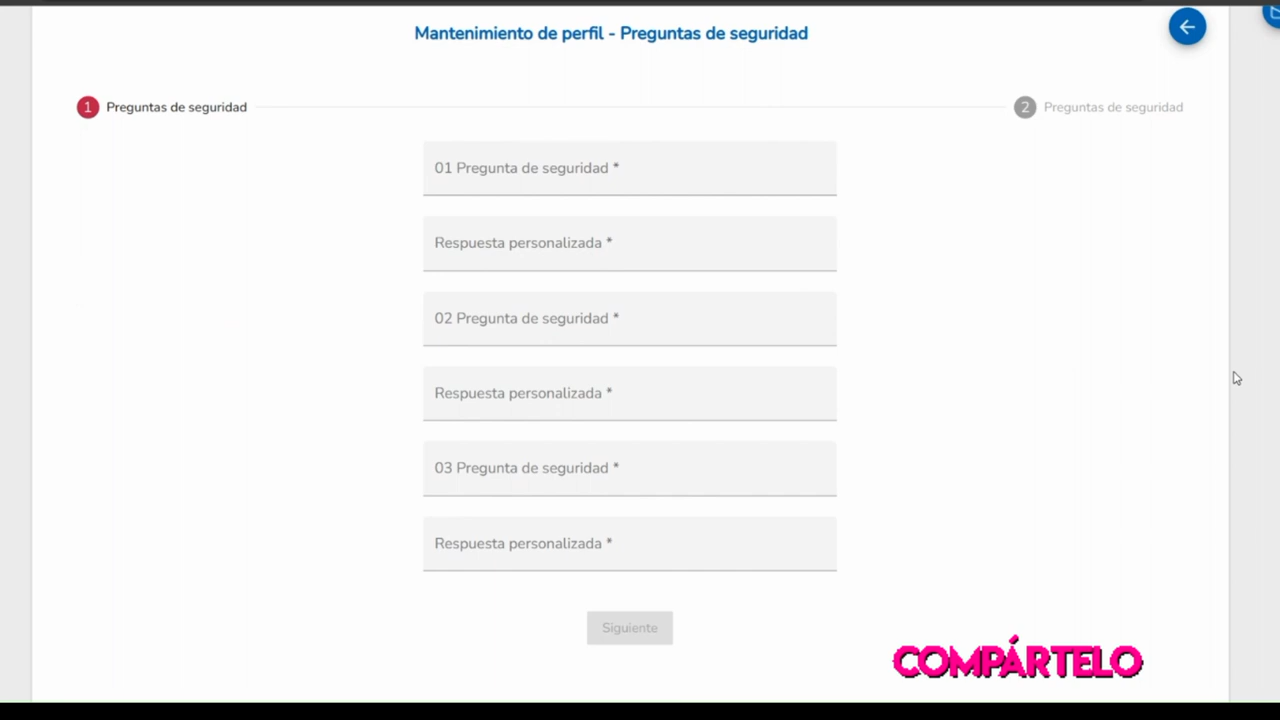 Mantenimiento de perfil - Preguntas de seguridad
1 Preguntas de seguridad
2 Preguntas de seguridad
01 Pregunta de seguridad *
Respuesta personalizada *
02 Pregunta de seguridad *
Respuesta personalizada *
03 Pregunta de seguridad *
Respuesta personalizada *
Siguiente
COMPÁRTELO